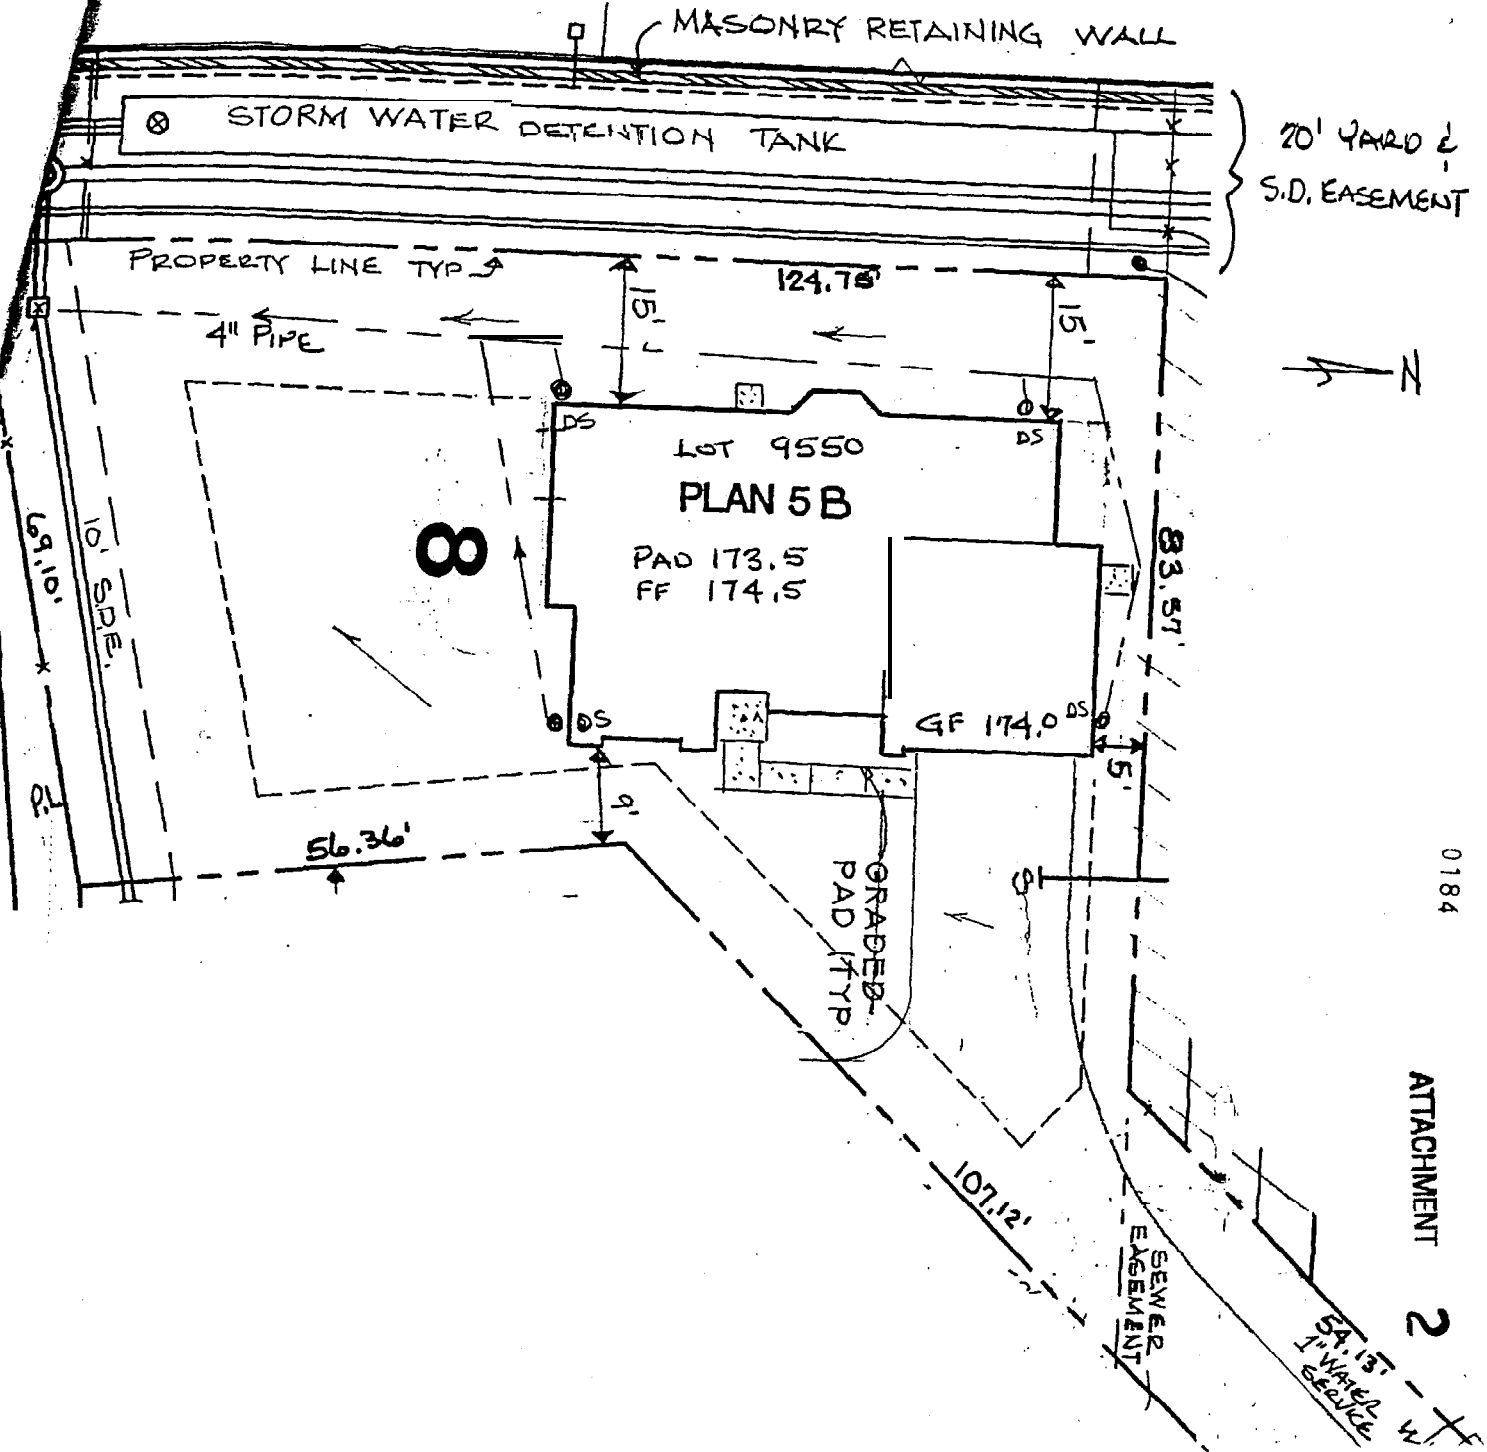 MASONRY RETAINING WALL
STORM WATER DETENTION TANK
20' YARD &
S.D. EASEMENT
PROPERTY LINE TYP
124.75'
15'
15'
4" PIPE
N
DS
DS
LOT 9550
PLAN 5B
PAD 173.5
FF 174.5
8
69.10'
10' S.D.E.
83.57'
DS
GF 174.0
DS
5'
9'
P.L
56.36'
GRADED
PAD (TYP
S
0184
ATTACHMENT 2
107.12'
SEWER
EASEMENT
54.13'
1" WATER
SERVICE
W